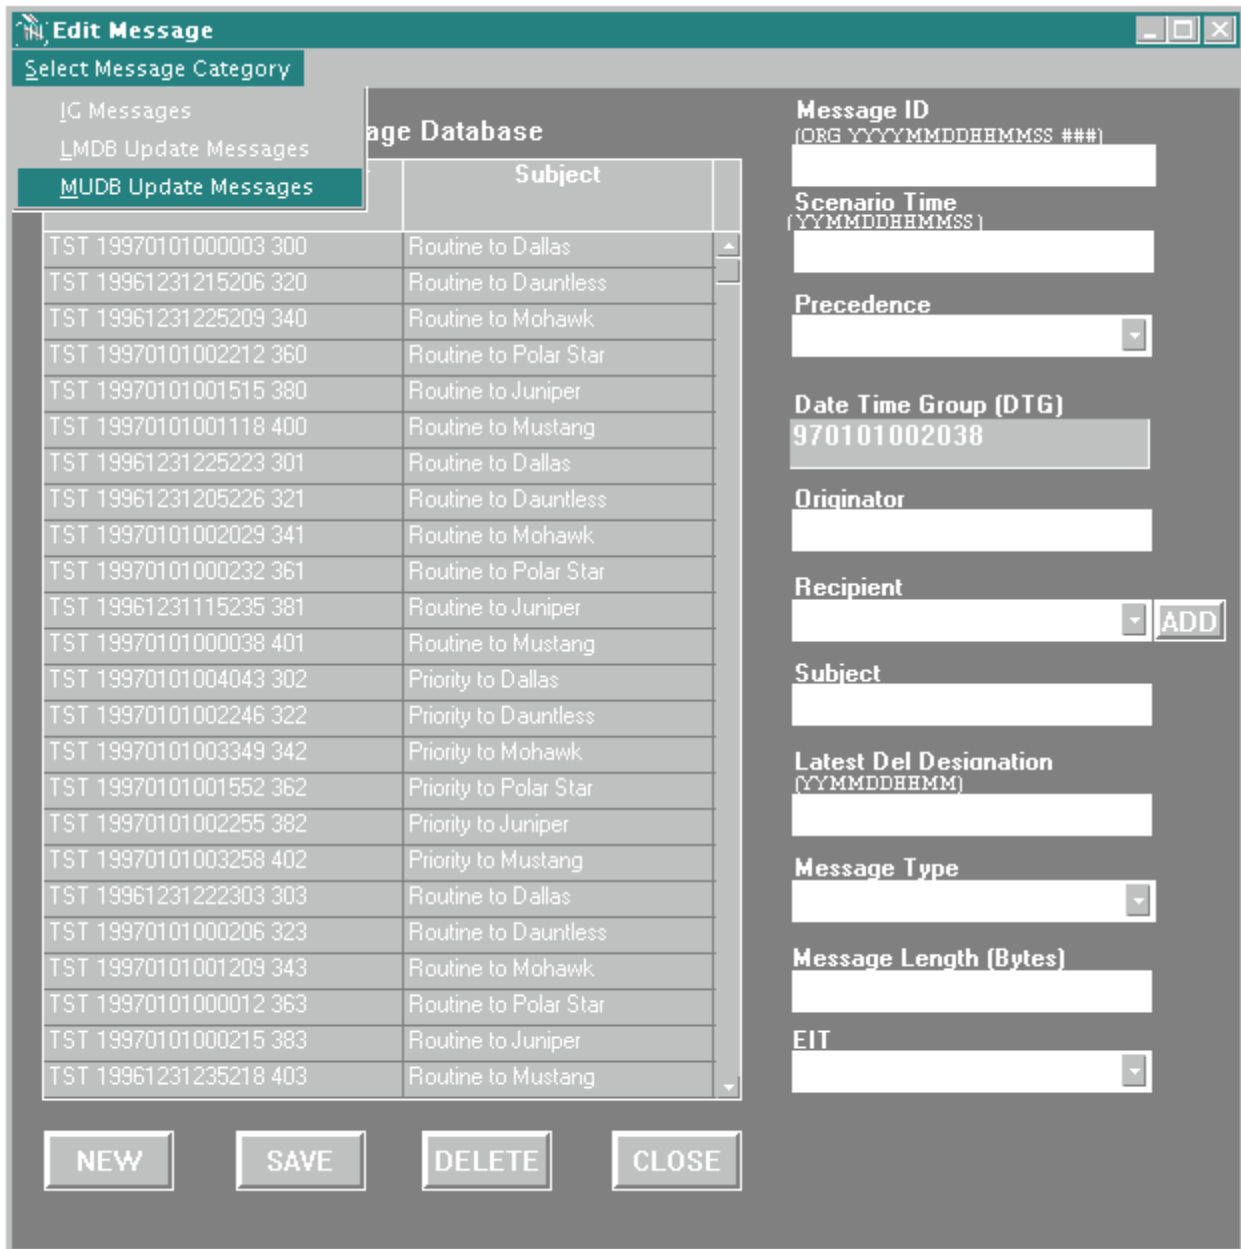 Edit Message
Select Message Category
IG Messages
LMDB Update Messages
MUDB Update Messages
age Database
Subject
TST 19970101000003 300 Routine to Dallas
TST 19961231215206 320 Routine to Dauntless
TST 19961231225209 340 Routine to Mohawk
TST 19970101002212 360 Routine to Polar Star
TST 19970101001515 380 Routine to Juniper
TST 19970101001118 400 Routine to Mustang
TST 19961231225223 301 Routine to Dallas
TST 19961231205226 321 Routine to Dauntless
TST 19970101002029 341 Routine to Mohawk
TST 19970101000232 361 Routine to Polar Star
TST 19961231115235 381 Routine to Juniper
TST 19970101000038 401 Routine to Mustang
TST 19970101004043 302 Priority to Dallas
TST 19970101002246 322 Priority to Dauntless
TST 19970101003349 342 Priority to Mohawk
TST 19970101001552 362 Priority to Polar Star
TST 19970101002255 382 Priority to Juniper
TST 19970101003258 402 Priority to Mustang
TST 19961231222303 303 Routine to Dallas
TST 19970101000206 323 Routine to Dauntless
TST 19970101001209 343 Routine to Mohawk
TST 19970101000012 363 Routine to Polar Star
TST 19970101000215 383 Routine to Juniper
TST 19961231235218 403 Routine to Mustang
NEW SAVE DELETE CLOSE
Message ID
(ORG YYYYMMDDHHMMSS ###)
Scenario Time
(YYMMDDHHMMSS)
Precedence
Date Time Group (DTG)
970101002038
Originator
Recipient
ADD
Subject
Latest Del Designation
(YYMMDDHHMM)
Message Type
Message Length (Bytes)
EIT